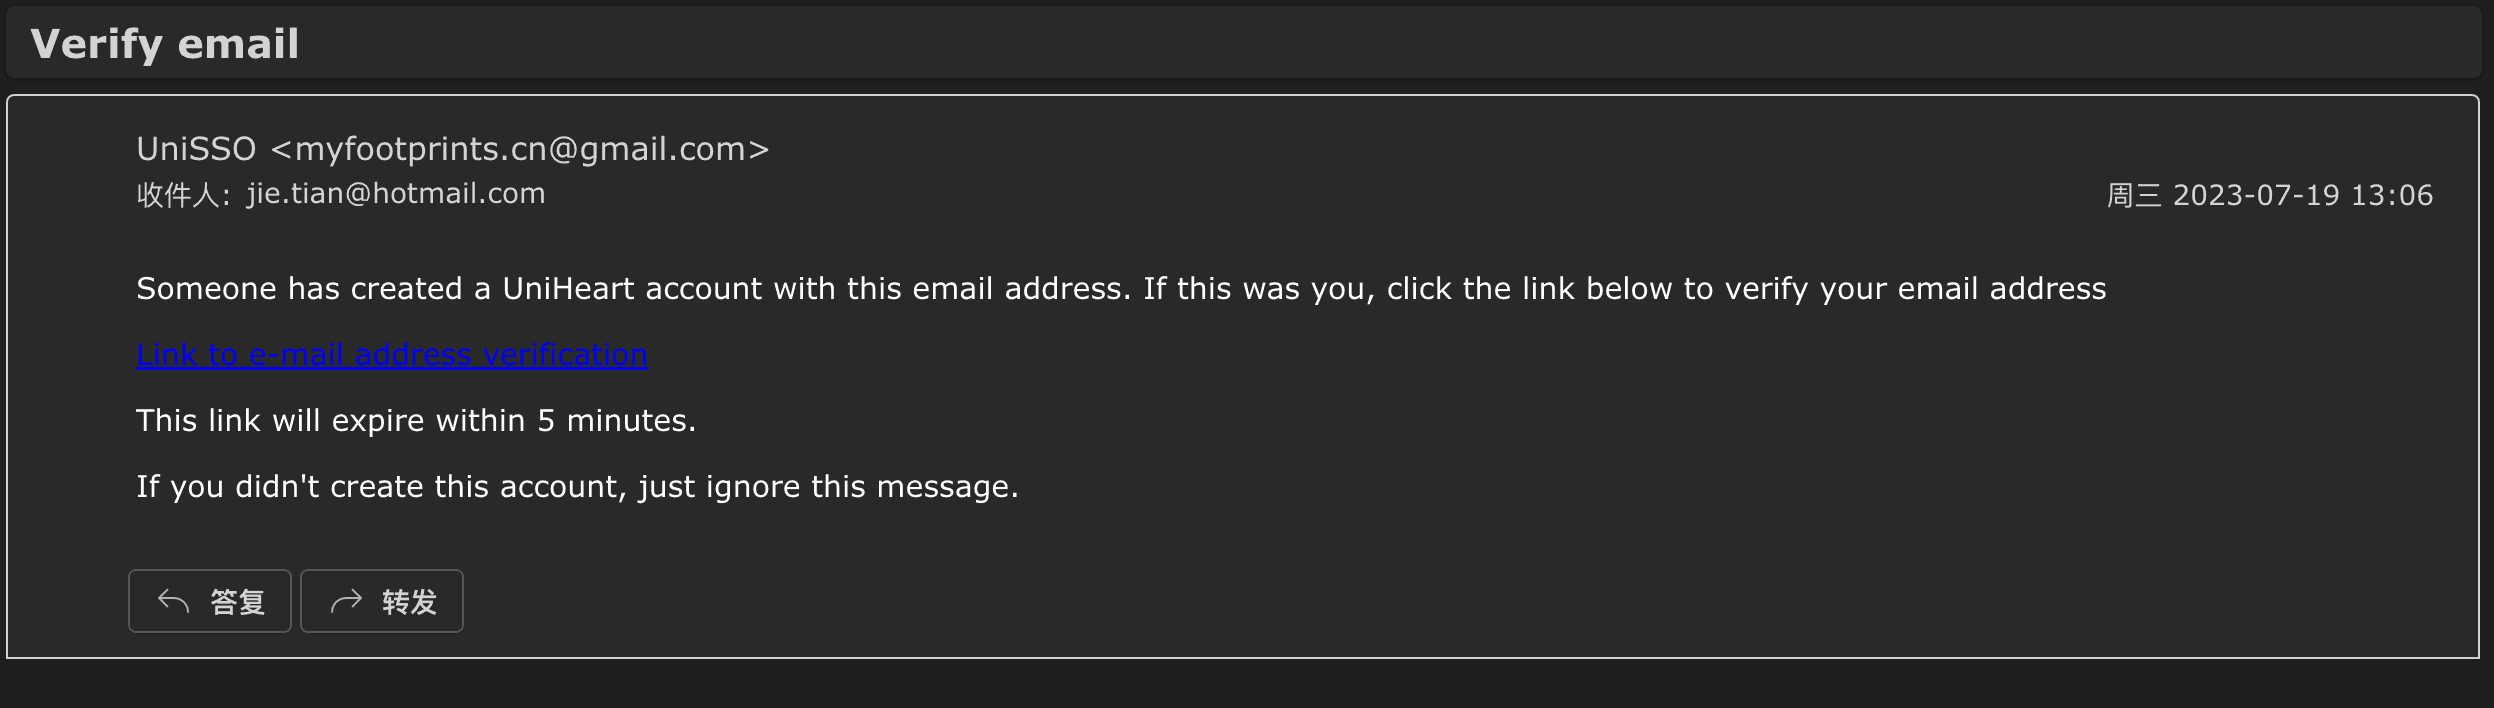 Verify email
UniSSO <myfootprints.cn@gmail.com>
收件人: jie.tian@hotmail.com
周三 2023-07-19 13:06
Someone has created a UniHeart account with this email address. If this was you, click the link below to verify your email address
Link to e-mail address verification
This link will expire within 5 minutes.
If you didn't create this account, just ignore this message.
答复 转发